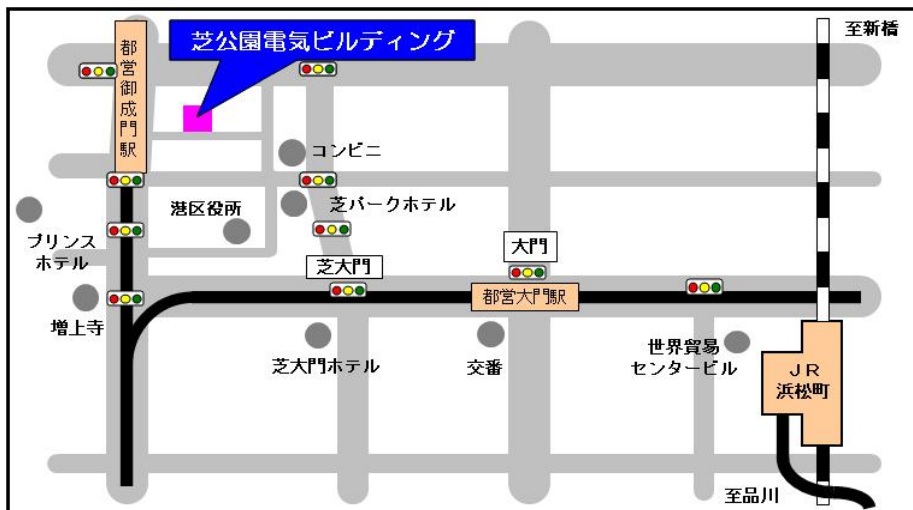 芝公園電気ビルディング
至新橋
都営御成門駅
コンビニ
芝パークホテル
港区役所
プリンス
ホテル
大門
芝大門
都営大門駅
増上寺
芝大門ホテル
交番
世界貿易
センタービル
JR
浜松町
至品川